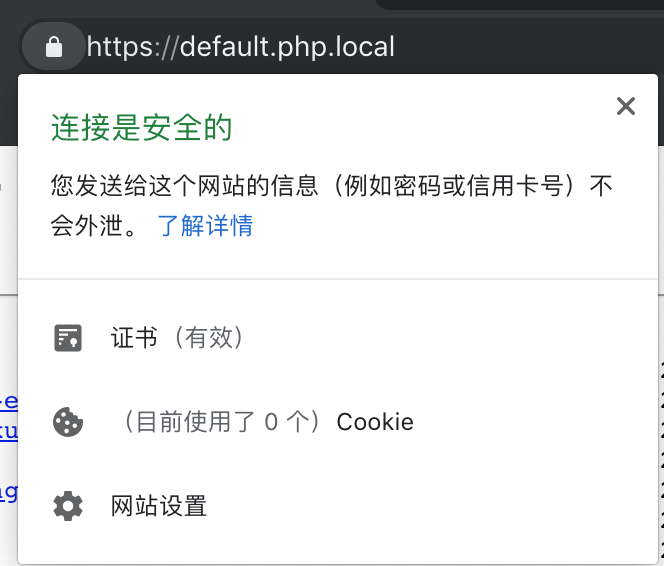 https://default.php.local
连接是安全的
您发送给这个网站的信息（例如密码或信用卡号）不
会外泄。 了解详情
证书（有效）
（目前使用了 0 个）Cookie
网站设置